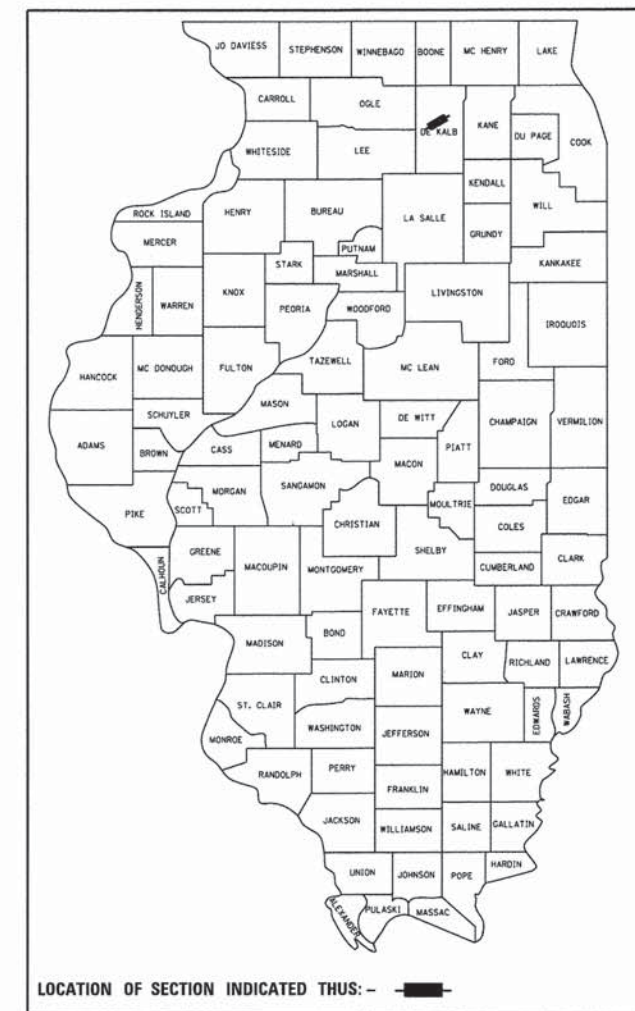 JO DAVIESS STEPHENSON WINNEBAGO BOONE MC HENRY LAKE
CARROLL OGLE DE KALB KANE DU PAGE COOK
WHITESIDE LEE
KENDALL
ROCK ISLAND HENRY BUREAU LA SALLE GRUNDY WILL
MERCER PUTNAM
STARK MARSHALL KANKAKEE
HENDERSON WARREN KNOX PEORIA WOODFORD LIVINGSTON IROQUOIS
HANCOCK MC DONOUGH FULTON TAZEWELL MC LEAN FORD
SCHUYLER MASON LOGAN DE WITT CHAMPAIGN VERMILION
ADAMS BROWN CASS MENARD PIATT
MACON
PIKE SCOTT MORGAN SANGAMON MOULTRIE DOUGLAS EDGAR
CHRISTIAN COLES
CALHOUN GREENE MACOUPIN MONTGOMERY SHELBY CUMBERLAND CLARK
JERSEY
FAYETTE EFFINGHAM JASPER CRAWFORD
MADISON BOND
CLAY RICHLAND LAWRENCE
CLINTON MARION
ST. CLAIR WAYNE EDWARDS WABASH
MONROE WASHINGTON JEFFERSON
RANDOLPH PERRY HAMILTON WHITE
FRANKLIN
JACKSON WILLIAMSON SALINE GALLATIN
UNION JOHNSON POPE HARDIN
ALEXANDER PULASKI MASSAC
LOCATION OF SECTION INDICATED THUS: -